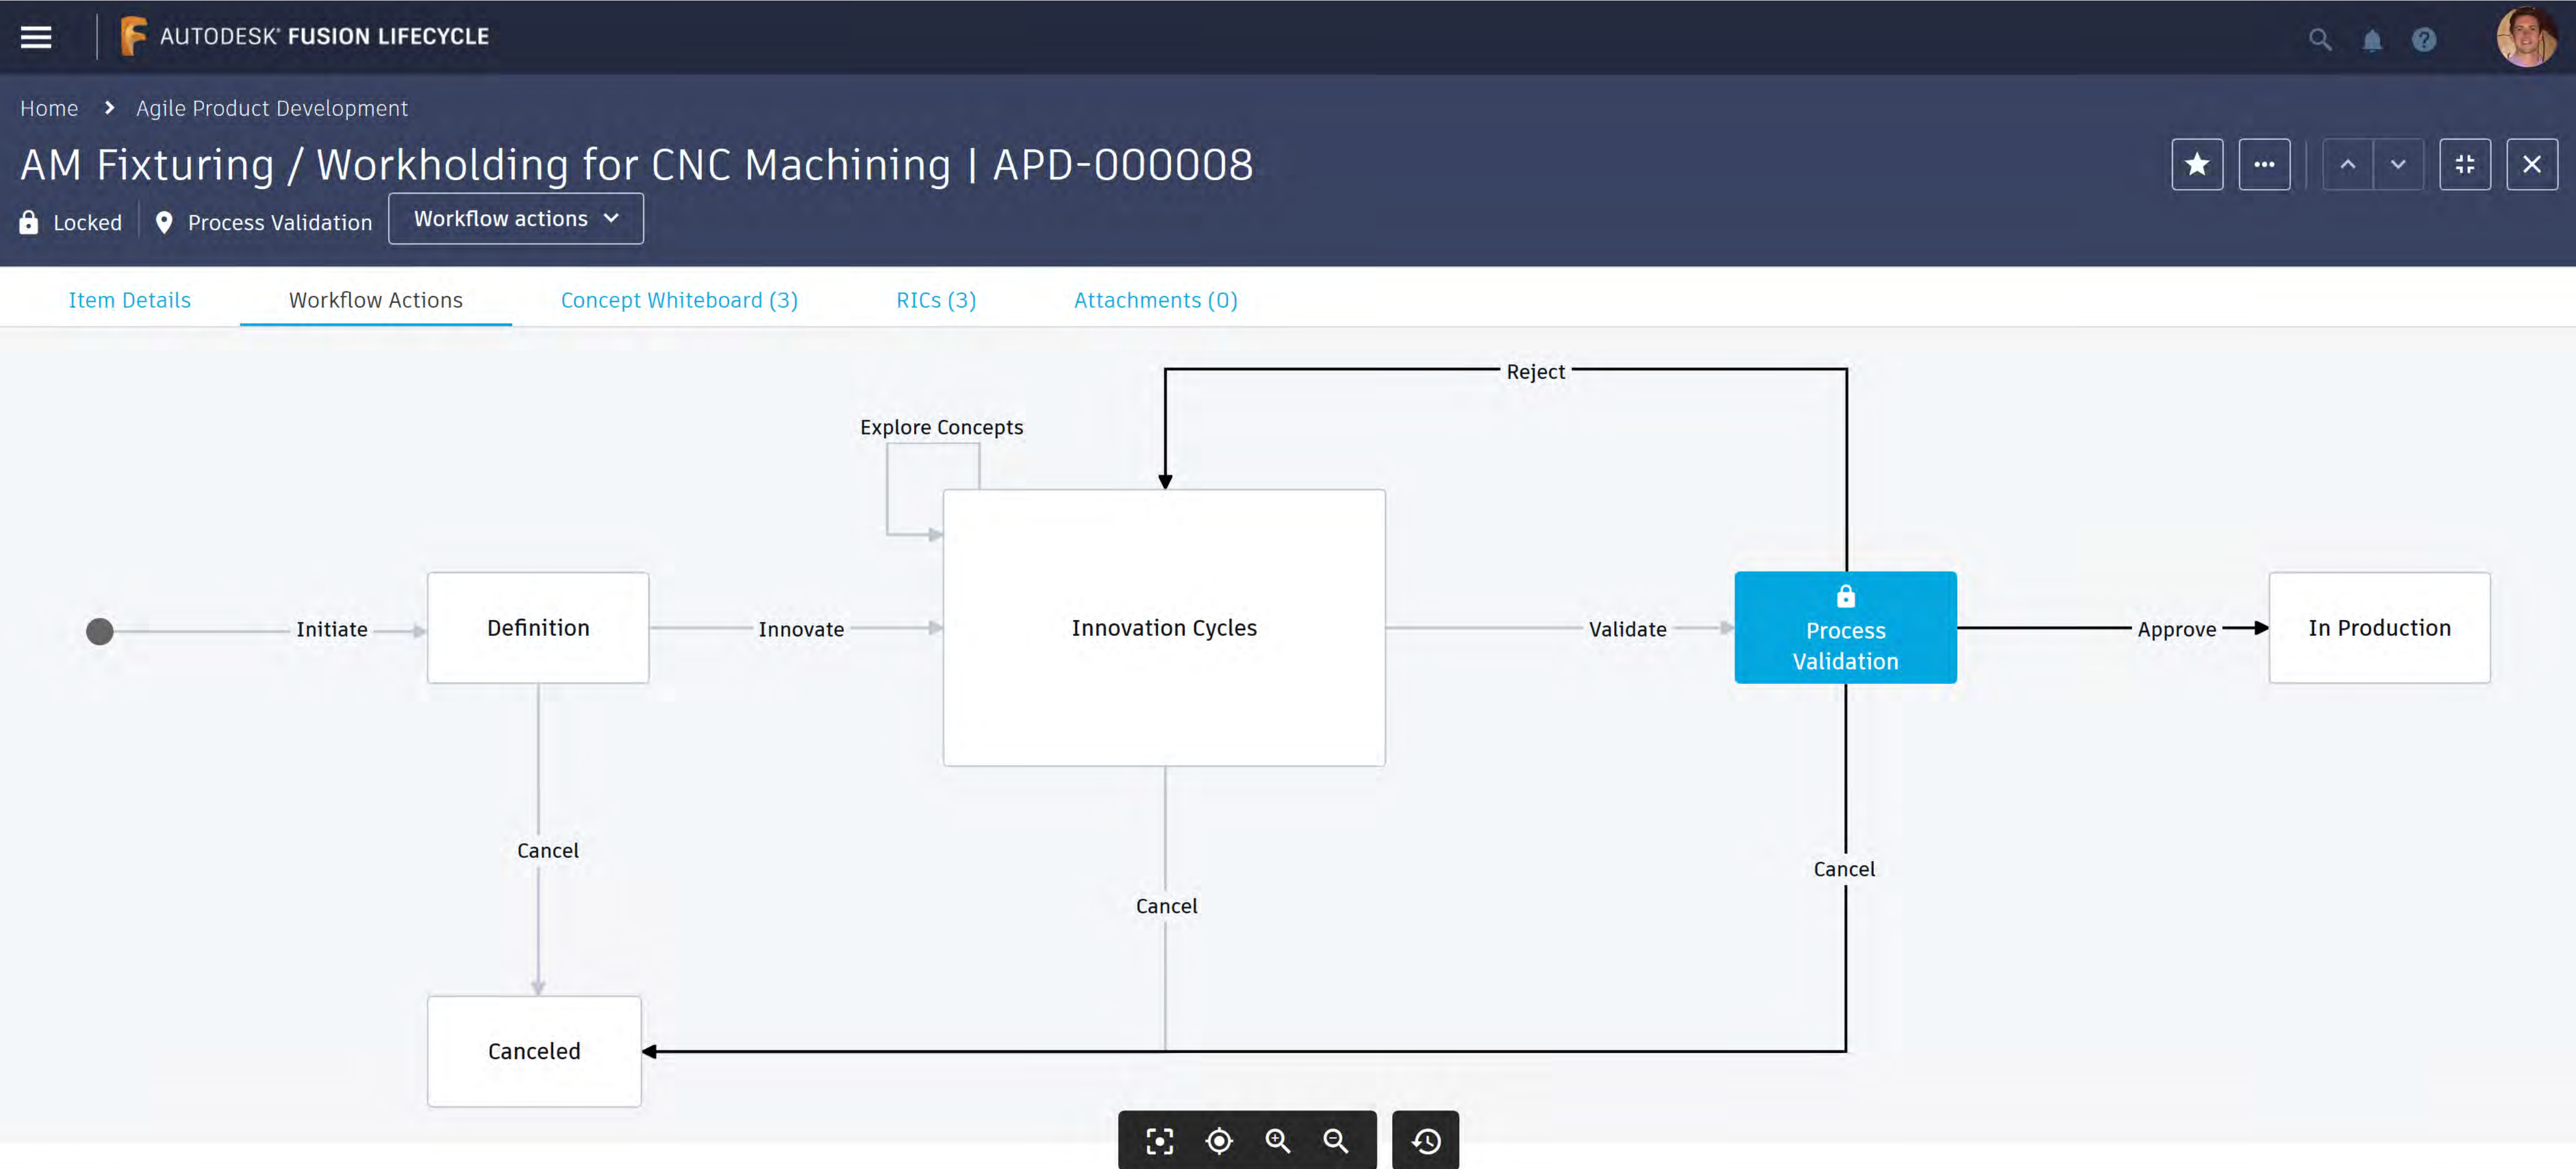 AUTODESK® FUSION LIFECYCLE
Home > Agile Product Development
AM Fixturing / Workholding for CNC Machining | APD-000008
Locked
Process Validation
Workflow actions
Item Details
Workflow Actions
Concept Whiteboard (3)
RICs (3)
Attachments (0)
Reject
Explore Concepts
Initiate
Definition
Innovate
Innovation Cycles
Validate
Process
Validation
Approve
In Production
Cancel
Cancel
Cancel
Canceled